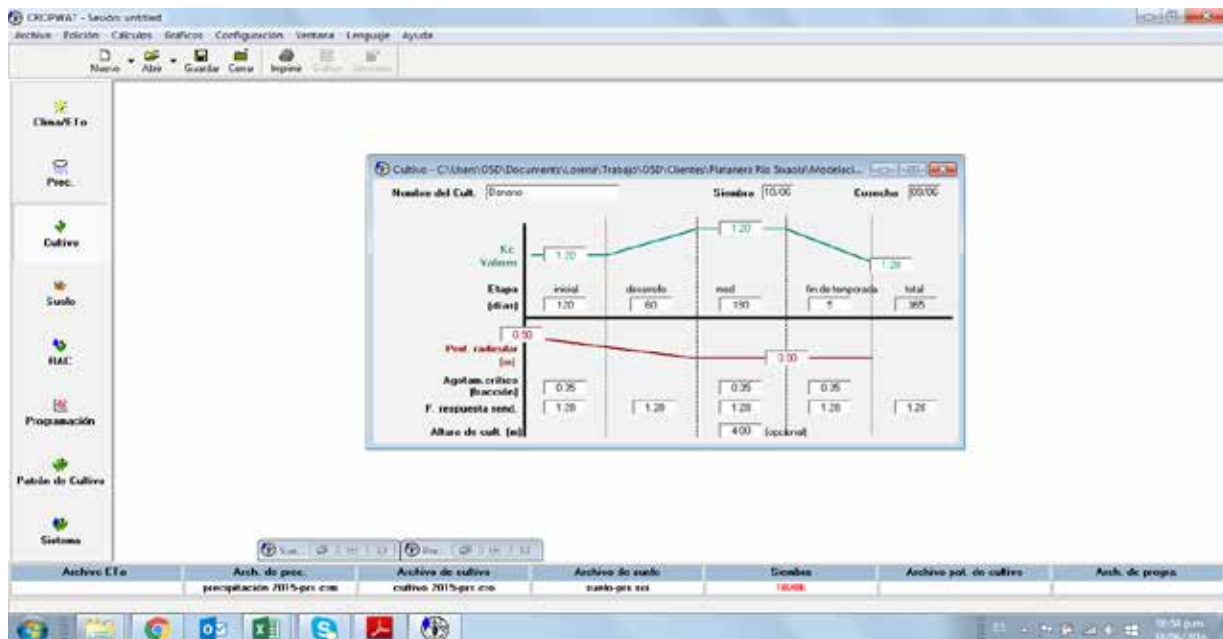 CROPWAT - Sesión: untitled
Archivo Edición Cálculos Gráficos Configuración Ventana Lenguaje Ayuda
Nuevo Abrir Guardar Cerrar Imprimir
Clima/ETo
Prec.
Cultivo
Suelo
RAC
Programación
Patrón de Cultivo
Sistema
Cultivo - C:\Users\OSD\Documents\Lorena\Trabajo\OSD\Clientes\Platanera Río Sixaola\Modelaci...
Nombre del Cult. Banano Siembra 10/06 Cosecha 09/06
Kc
Valores
1.20 1.20 1.20
Etapa inicial desarrollo med fin de temporada total
(días) 120 60 180 5 365
Prof. radicular
(m)
0.90 0.90
Agotam. crítico
(fracción) 0.35 0.35 0.35
F. respuesta rend. 1.20 1.20 1.20 1.20 1.20
Altura de cult. (m) 4.00 (opcional)
Archivo ETo Arch. de prec. Archivo de cultivo Archivo de suelo Siembra Archivo pat. de cultivo Arch. de progra.
precipitación 2015-prs cultivo 2015-prs.cro suelo-prs.soi 10/06
ES